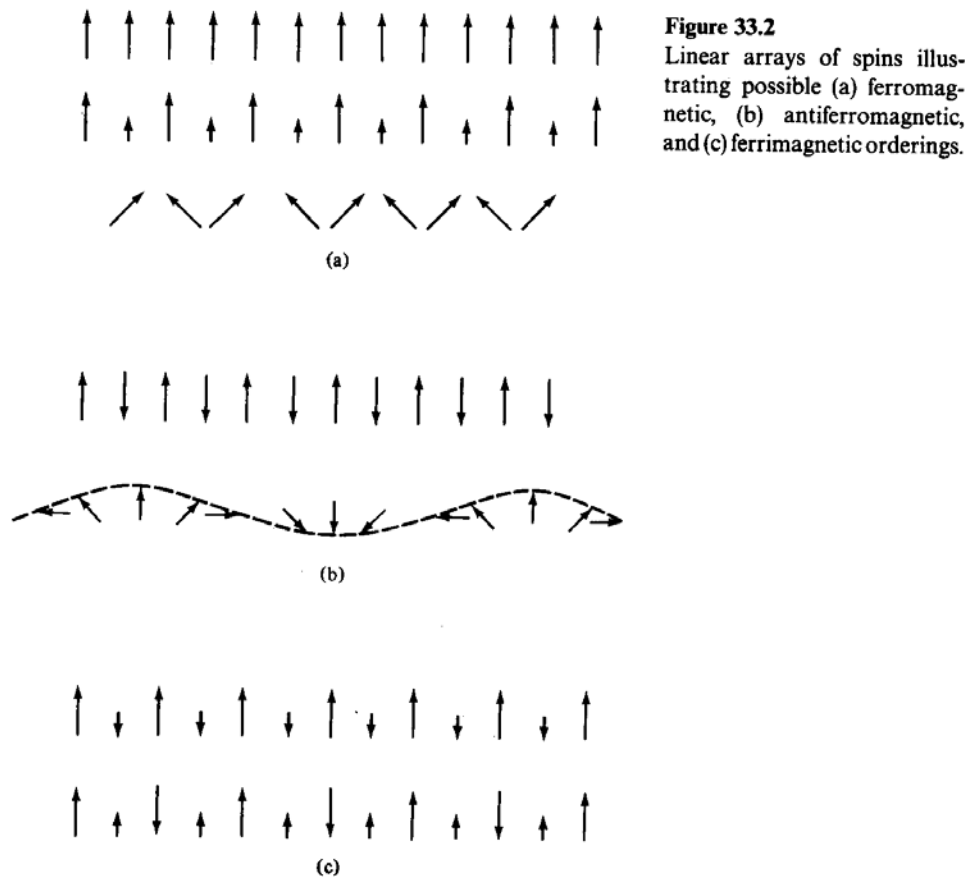 Figure 33.2
Linear arrays of spins illus-
trating possible (a) ferromag-
netic, (b) antiferromagnetic,
and (c) ferrimagnetic orderings.
(a)
(b)
(c)